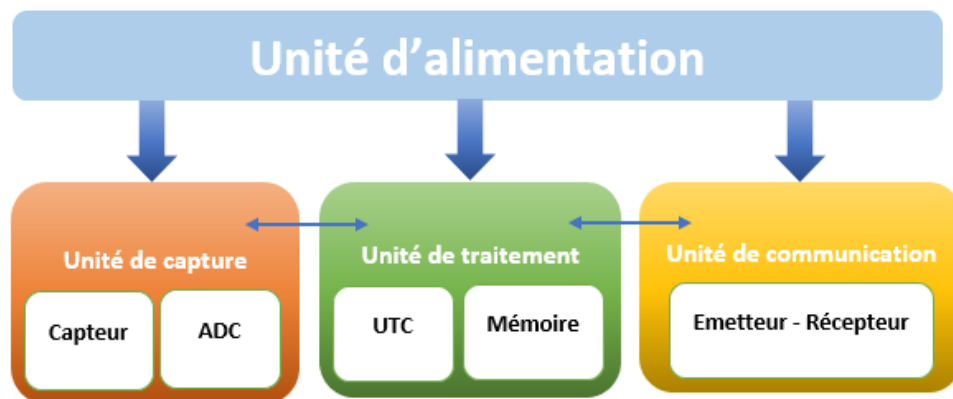 Unité d'alimentation
Unité de capture
Capteur
ADC
Unité de traitement
UTC
Mémoire
Unité de communication
Emetteur - Récepteur